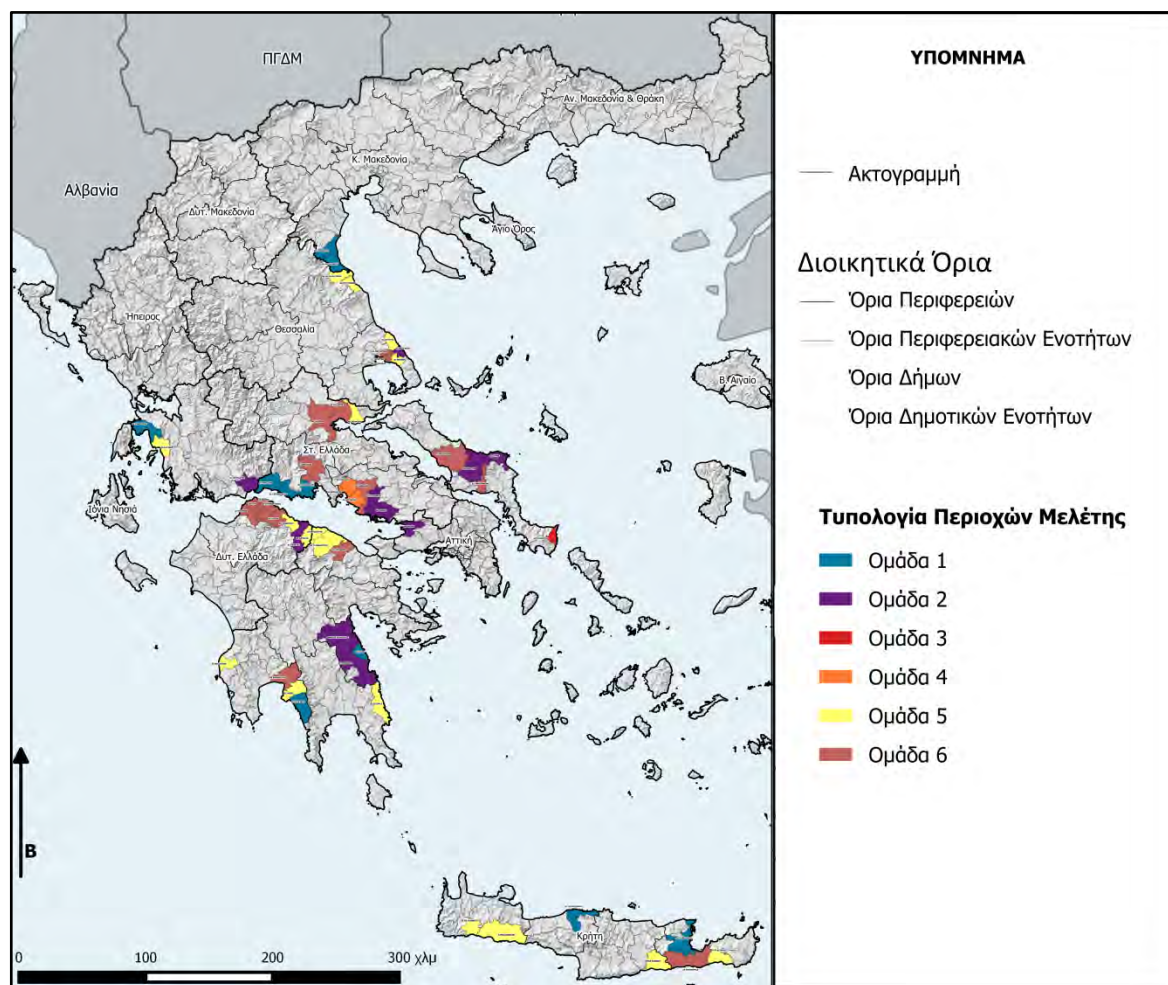 ΠΓΔΜ
Αν. Μακεδονία & Θράκη
Κ. Μακεδονία
Αλβανία
Δυτ. Μακεδονία
Άγιο Όρος
Ήπειρος
Θεσσαλία
Β. Αιγαίο
Στ. Ελλάδα
Ιόνια Νησιά
Αττική
Δυτ. Ελλάδα
Κρήτη
Β
0 100 200 300 χλμ
ΥΠΟΜΝΗΜΑ
Ακτογραμμή
Διοικητικά Όρια
Όρια Περιφερειών
Όρια Περιφερειακών Ενοτήτων
Όρια Δήμων
Όρια Δημοτικών Ενοτήτων
Τυπολογία Περιοχών Μελέτης
Ομάδα 1
Ομάδα 2
Ομάδα 3
Ομάδα 4
Ομάδα 5
Ομάδα 6